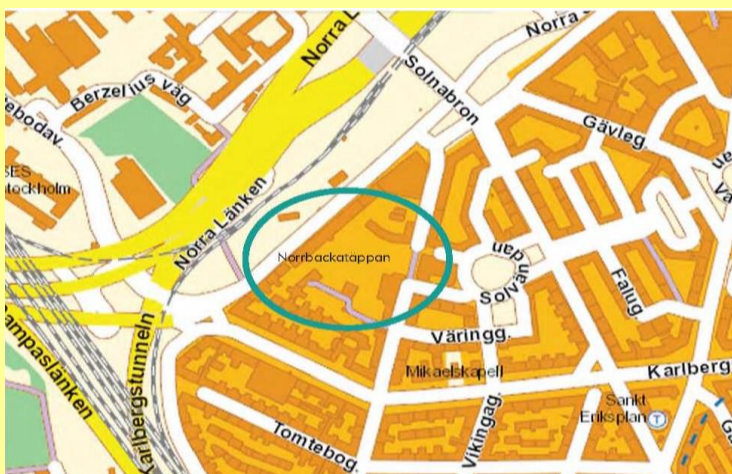 Norra L
Solnabron
Norra
Berzelius väg
ebodav.
Gävleg.
SES
tockholm
Norra Länken
Norrbackatäppan
Solvändan
Falug.
Väringg.
Mikaelskapell
Karlberg
ampaslänken
Karlbergstunneln
Sankt
Eriksplan
T
Tomtebog.
Vikingag.